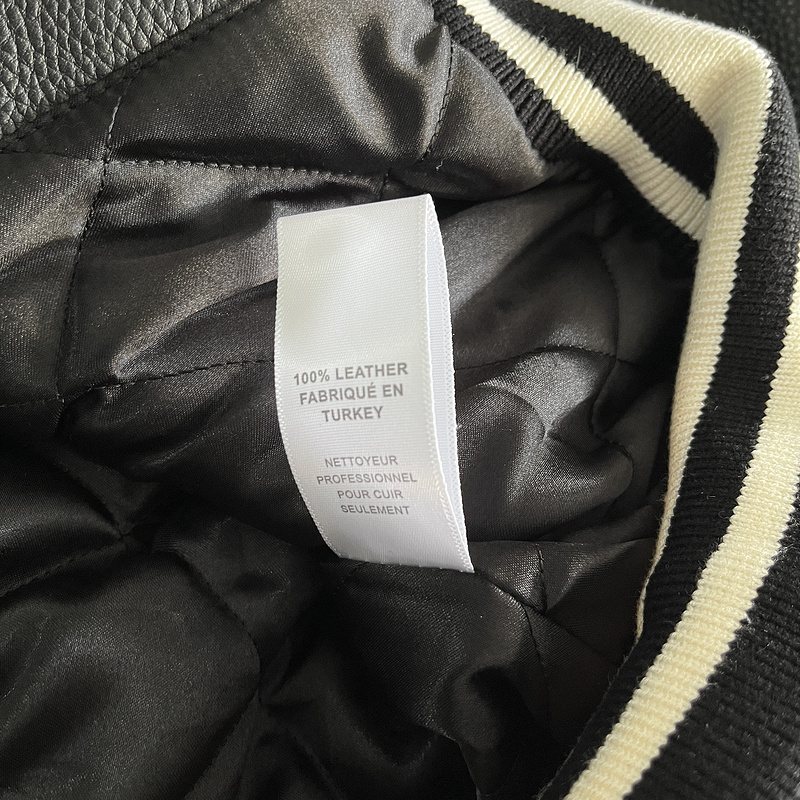 100% LEATHER
FABRIQUÉ EN
TURKEY
NETTOYEUR
PROFESSIONNEL
POUR CUIR
SEULEMENT